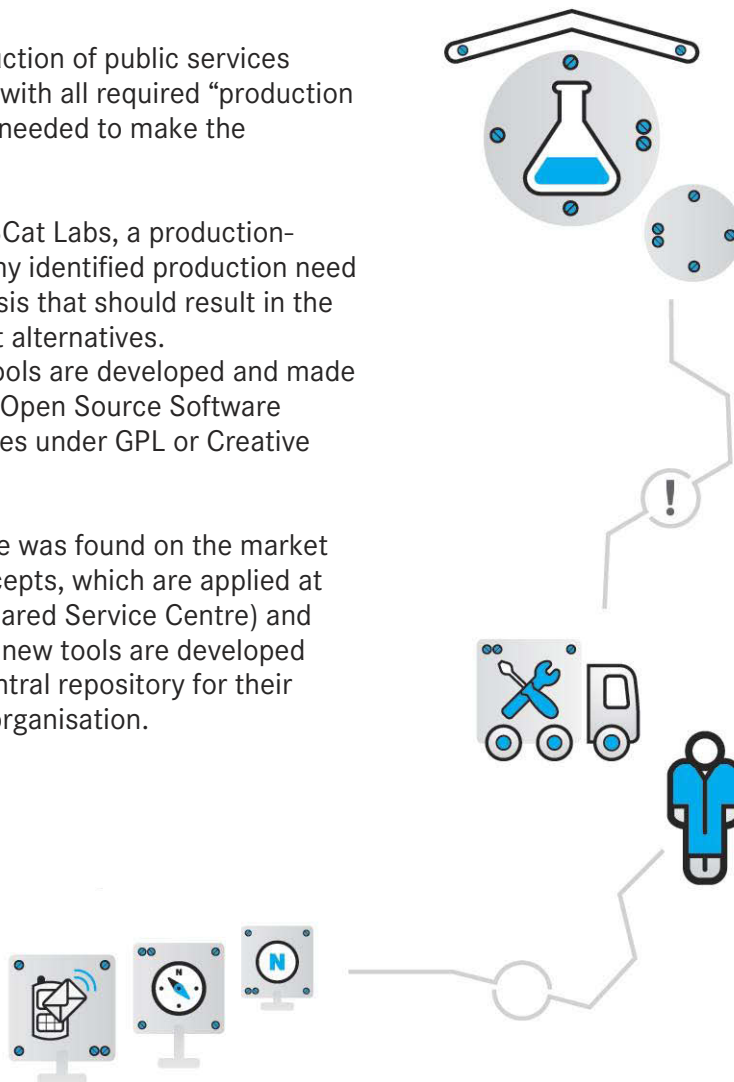 uction of public services
with all required “production
needed to make the
Cat Labs, a production-
ny identified production need
sis that should result in the
t alternatives.
ools are developed and made
Open Source Software
es under GPL or Creative
e was found on the market
cepts, which are applied at
ared Service Centre) and
new tools are developed
ntral repository for their
organisation.
!
N
N